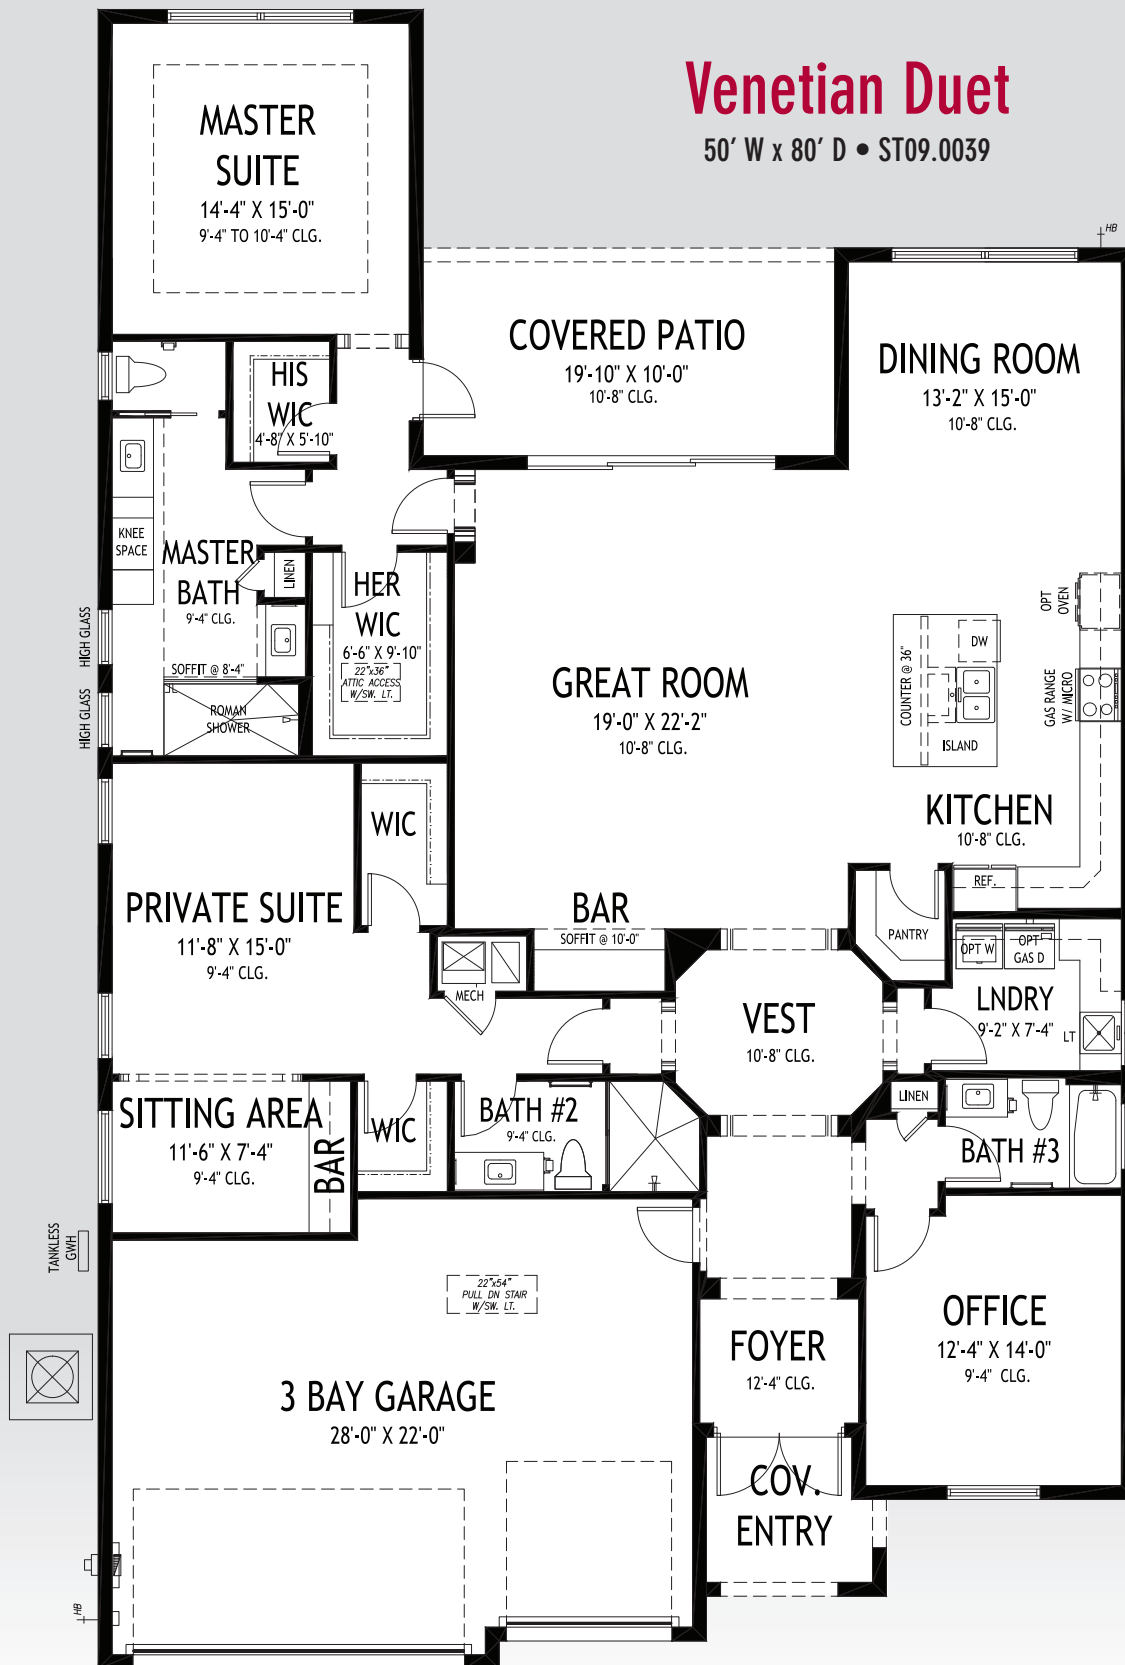 Venetian Duet
50' W x 80' D • ST09.0039
MASTER
SUITE
14'-4" X 15'-0"
9'-4" TO 10'-4" CLG.
HB
COVERED PATIO
19'-10" X 10'-0"
10'-8" CLG.
DINING ROOM
13'-2" X 15'-0"
10'-8" CLG.
HIS
WIC
4'-8" X 5'-10"
KNEE
SPACE
MASTER
BATH
9'-4" CLG.
LINEN
HER
WIC
6'-6" X 9'-10"
22"x36"
ATTIC ACCESS
W/SW. LT.
HIGH GLASS
SOFFIT @ 8'-4"
HIGH GLASS
ROMAN
SHOWER
GREAT ROOM
19'-0" X 22'-2"
10'-8" CLG.
OPT
OVEN
DW
COUNTER @ 36"
GAS RANGE
W/ MICRO
ISLAND
KITCHEN
10'-8" CLG.
REF.
WIC
PRIVATE SUITE
11'-8" X 15'-0"
9'-4" CLG.
BAR
SOFFIT @ 10'-0"
PANTRY
OPT W
OPT
GAS D
MECH
VEST
10'-8" CLG.
LNDRY
9'-2" X 7'-4"
LT
SITTING AREA
11'-6" X 7'-4"
9'-4" CLG.
BAR
WIC
BATH #2
9'-4" CLG.
LINEN
BATH #3
TANKLESS
GWH
22"x54"
PULL DN STAIR
W/SW. LT.
3 BAY GARAGE
28'-0" X 22'-0"
FOYER
12'-4" CLG.
OFFICE
12'-4" X 14'-0"
9'-4" CLG.
COV.
ENTRY
HB